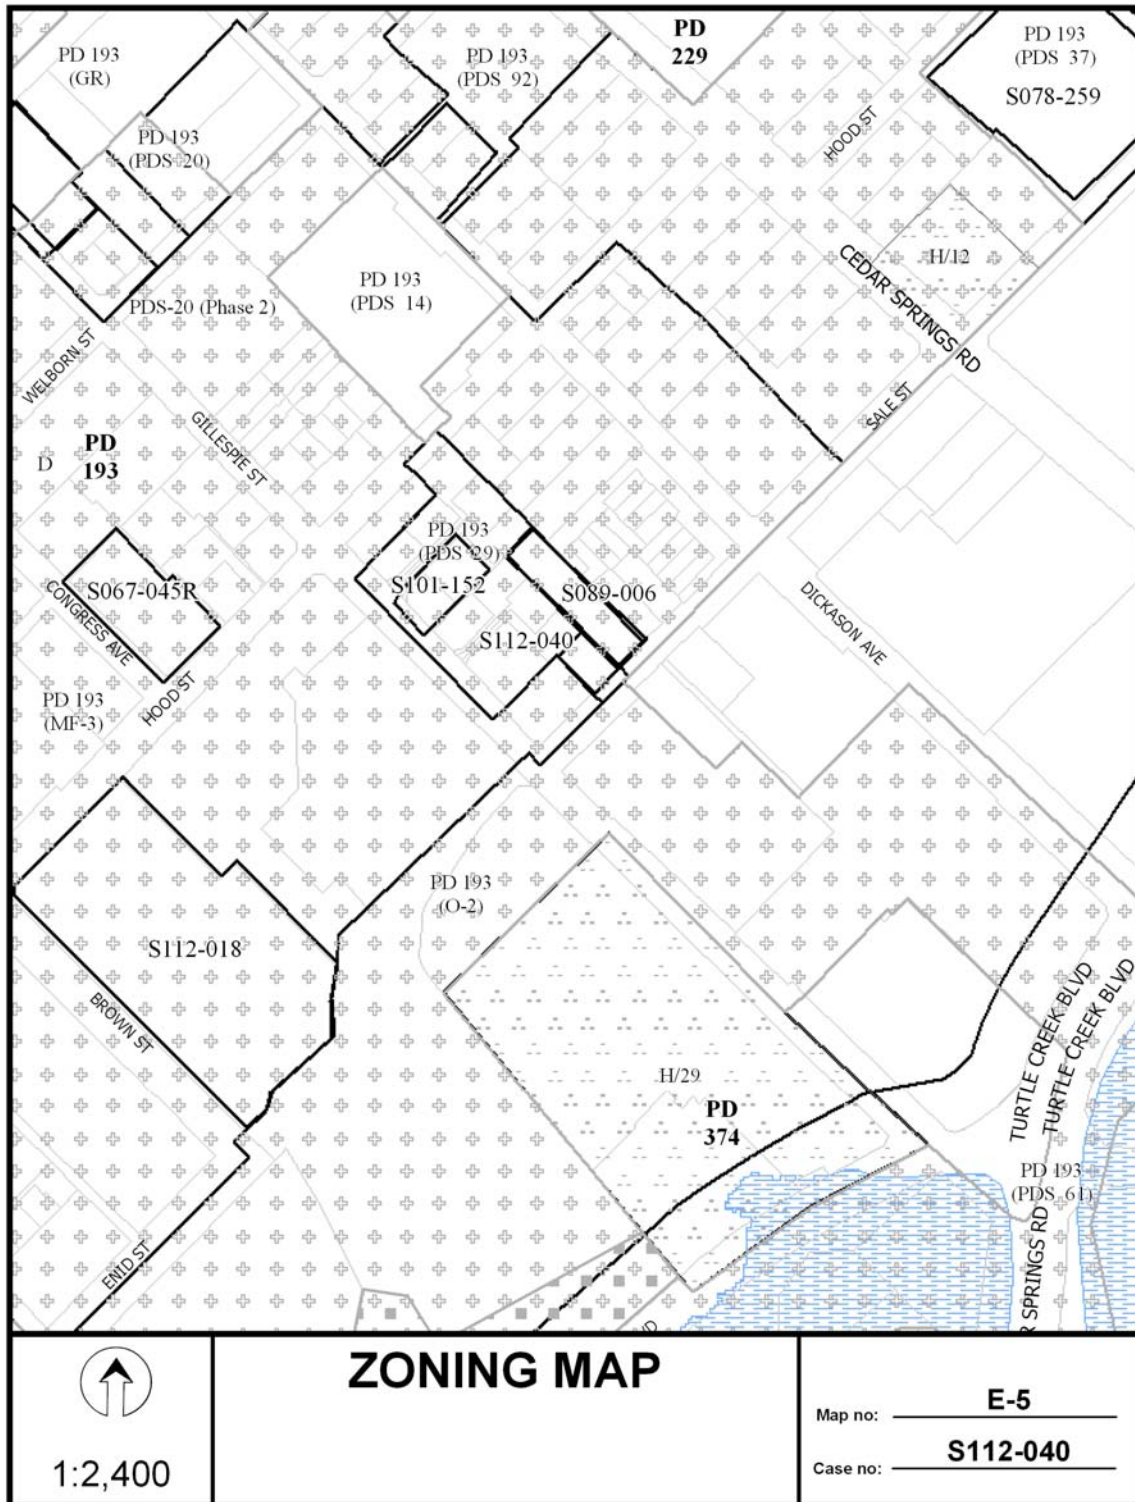 PD 193
(GR)
PD 193
(PDS 92)
PD
229
PD 193
(PDS 37)
S078-259
HOOD ST
PD 193
(PDS 20)
H/12
CEDAR SPRINGS RD
PD 193
(PDS 14)
PDS-20 (Phase 2)
WELBORN ST
SALE ST
GILLESPIE ST
PD
193
D
PD 193
(PDS 29)
S101-152
S089-006
S067-045R
CONGRESS AVE
S112-040
DICKASON AVE
PD 193
(MF-3)
HOOD ST
PD 193
(O-2)
S112-018
BROWN ST
TURTLE CREEK BLVD
TURTLE CREEK BLVD
H/29
PD
374
PD 193
(PDS 61)
ENID ST
R SPRINGS RD
ZONING MAP
1:2,400
Map no: E-5
Case no: S112-040